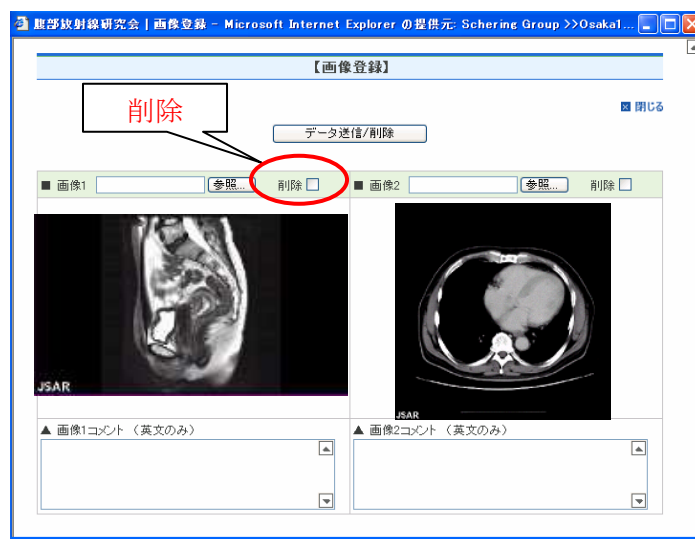 腹部放射線研究会 | 画像登録 - Microsoft Internet Explorer の提供元: Schering Group >>Osaka1...
【画像登録】
削除
閉じる
データ送信/削除
■ 画像1 参照... 削除
■ 画像2 参照... 削除
JSAR
JSAR
▲ 画像1コメント (英文のみ)
▲ 画像2コメント (英文のみ)